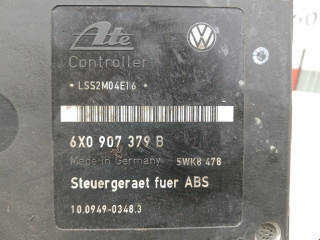 Ate
Controller
* LSS2M04E16 *
6X0 907 379 B
Made in Germany 5WK8 478
Steuergeraet fuer ABS
10.0949-0348.3